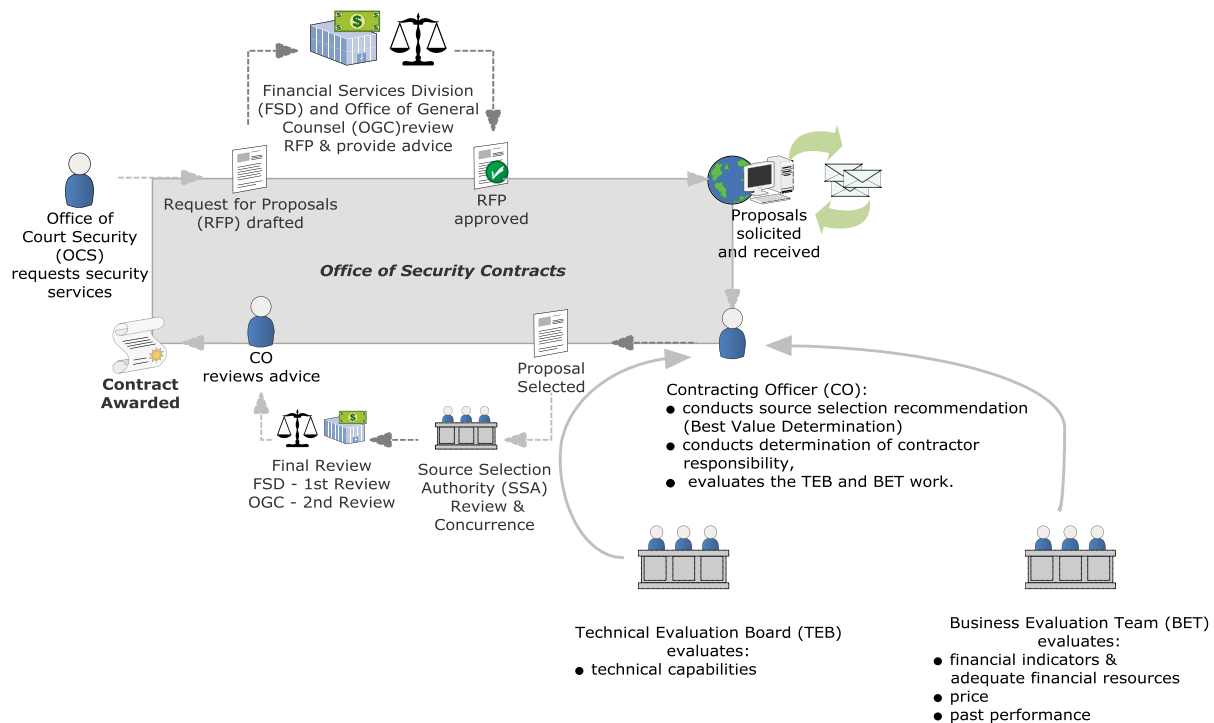 Financial Services Division
(FSD) and Office of General
Counsel (OGC)review
RFP & provide advice
Office of
Court Security
(OCS)
requests security
services
Request for Proposals
(RFP) drafted
RFP
approved
Proposals
solicited
and received
Office of Security Contracts
Contract
Awarded
CO
reviews advice
Proposal
Selected
Final Review
FSD - 1st Review
OGC - 2nd Review
Source Selection
Authority (SSA)
Review &
Concurrence
Contracting Officer (CO):
● conducts source selection recommendation
(Best Value Determination)
● conducts determination of contractor
responsibility,
● evaluates the TEB and BET work.
Technical Evaluation Board (TEB)
evaluates:
● technical capabilities
Business Evaluation Team (BET)
evaluates:
● financial indicators &
adequate financial resources
● price
● past performance